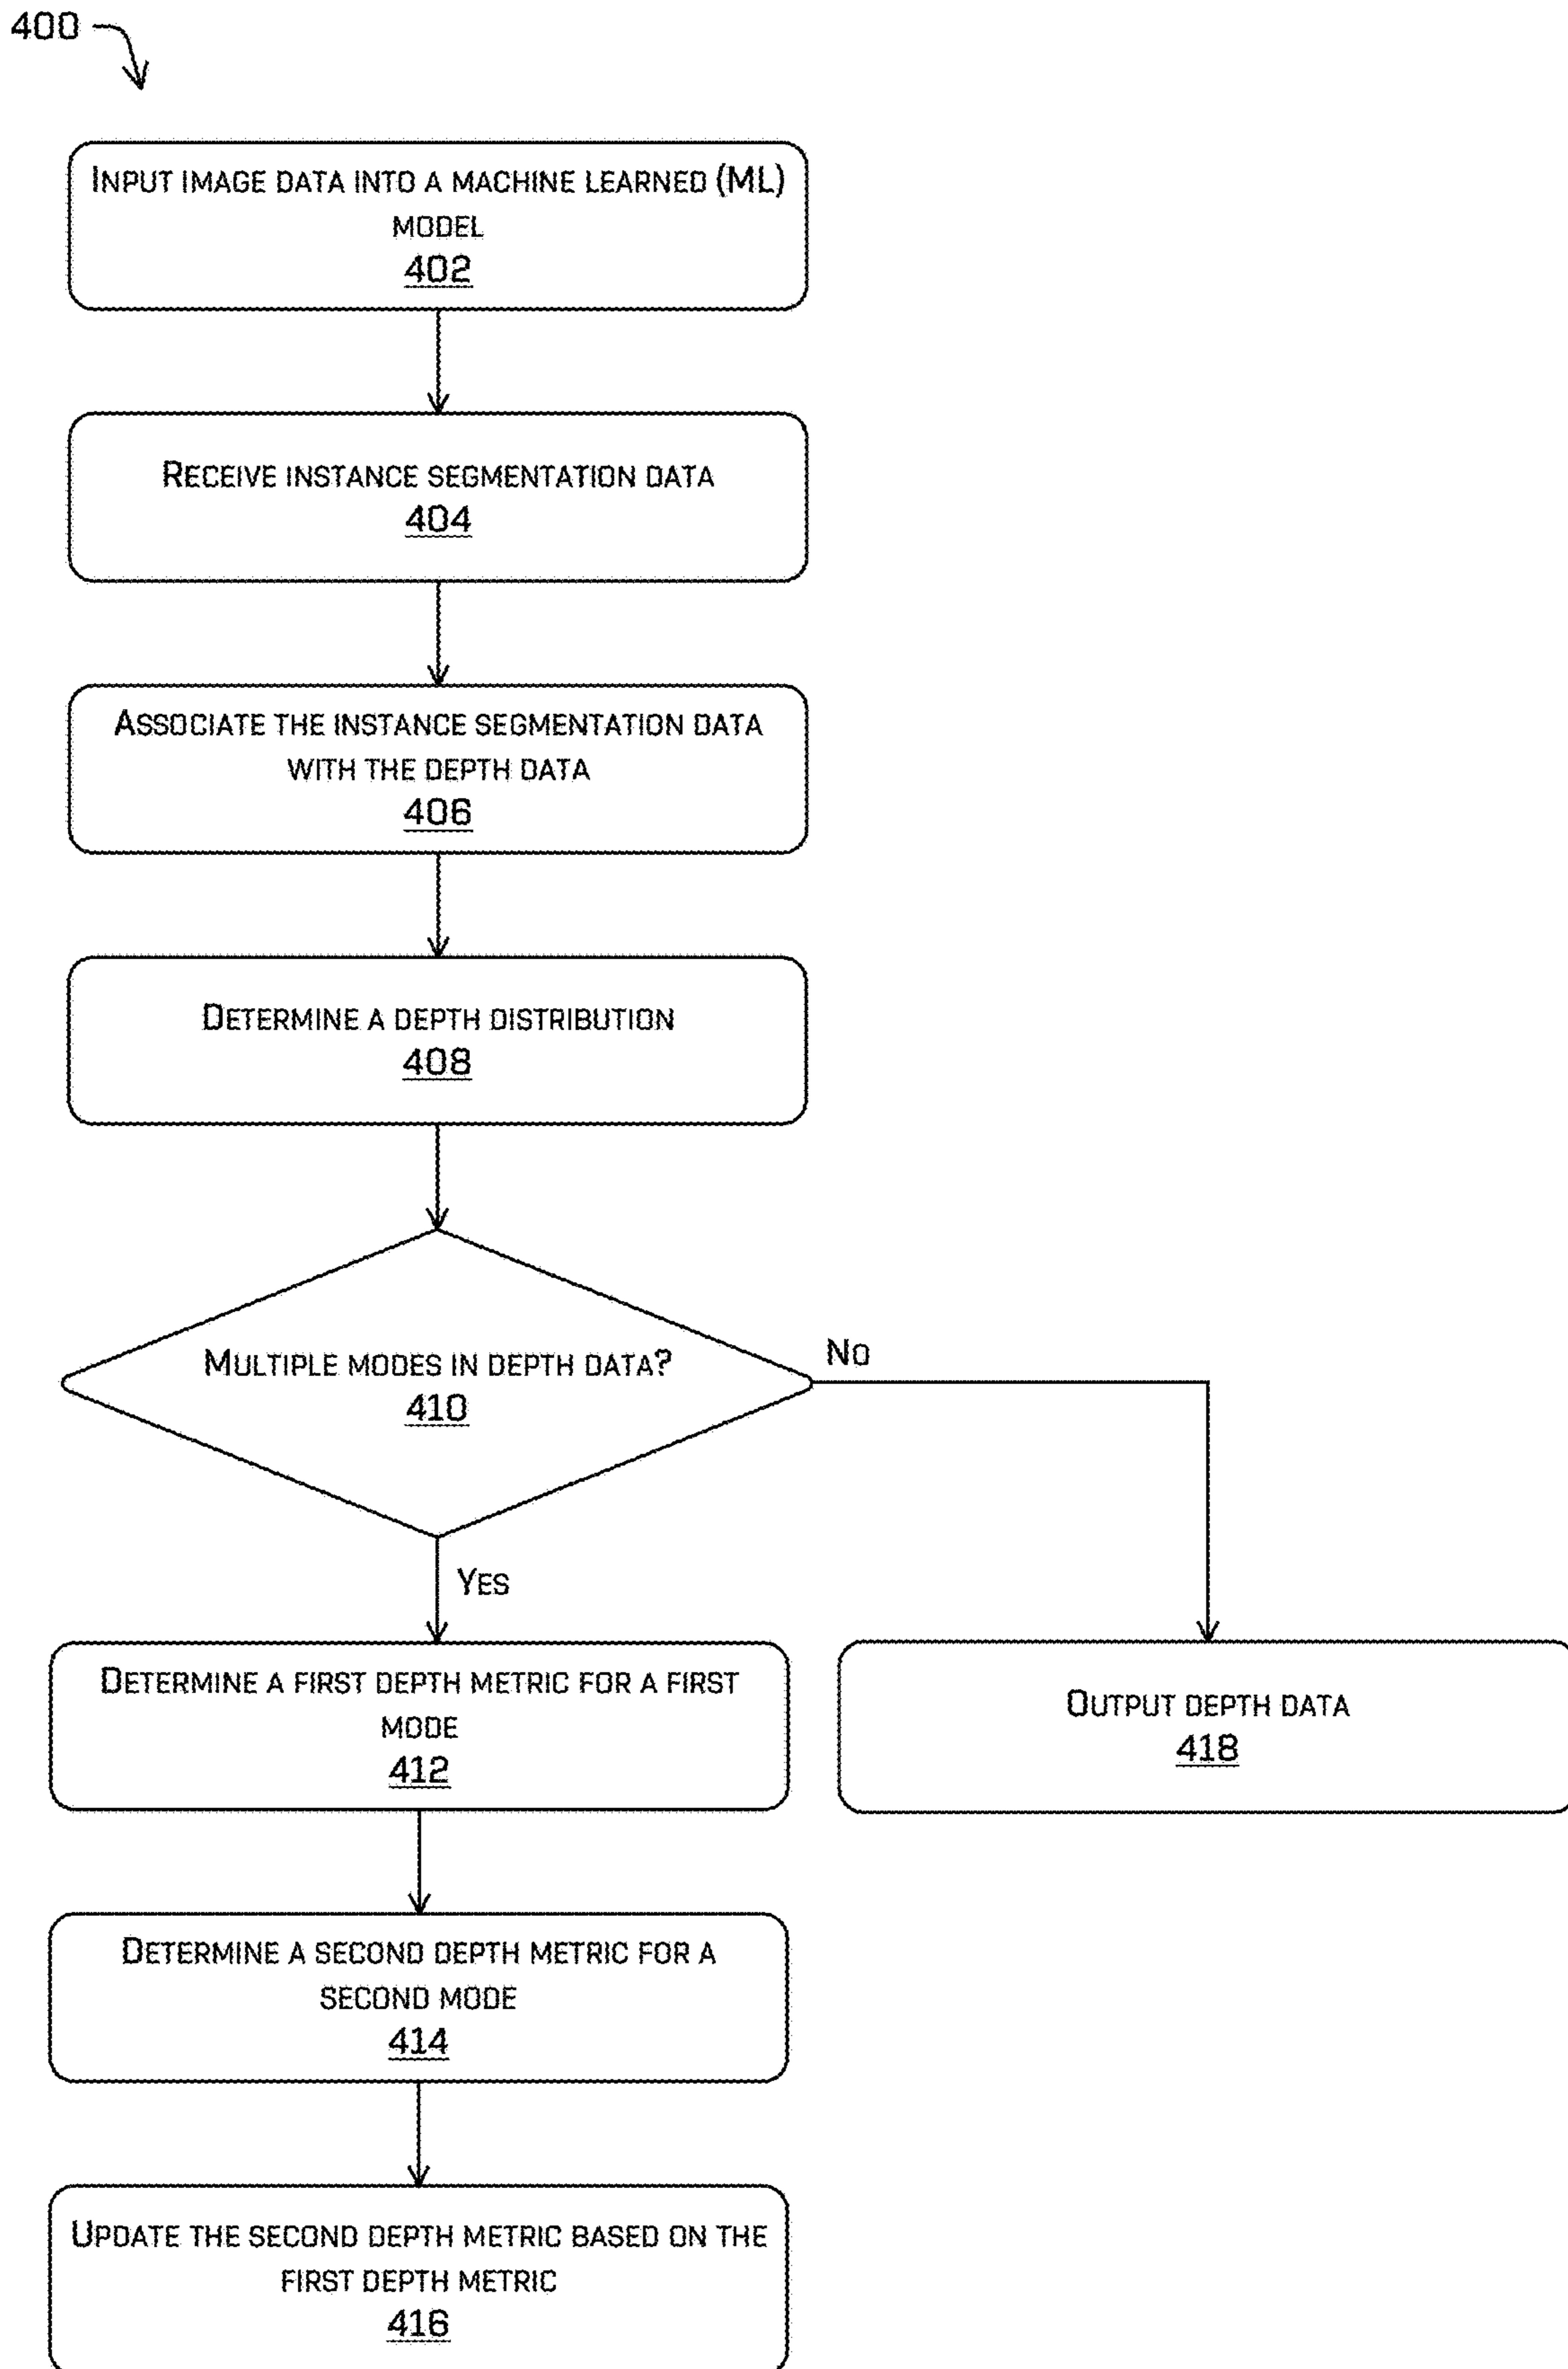 400
INPUT IMAGE DATA INTO A MACHINE LEARNED (ML)
MODEL
402
RECEIVE INSTANCE SEGMENTATION DATA
404
ASSOCIATE THE INSTANCE SEGMENTATION DATA
WITH THE DEPTH DATA
406
DETERMINE A DEPTH DISTRIBUTION
408
MULTIPLE MODES IN DEPTH DATA?
410
NO
YES
DETERMINE A FIRST DEPTH METRIC FOR A FIRST
MODE
412
OUTPUT DEPTH DATA
418
DETERMINE A SECOND DEPTH METRIC FOR A
SECOND MODE
414
UPDATE THE SECOND DEPTH METRIC BASED ON THE
FIRST DEPTH METRIC
416